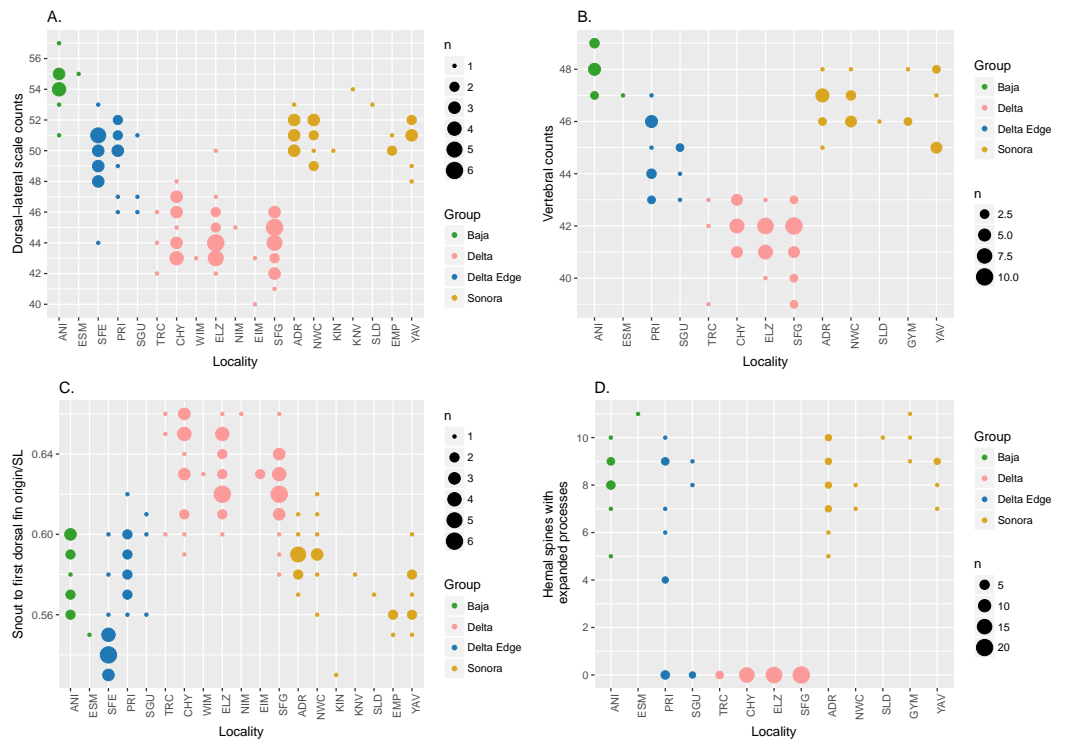 A.
56
54
52
50
48
46
44
42
40
Dorsal−lateral scale counts
ANI
ESM
SFE
PRI
SGU
TRC
CHY
WIM
ELZ
NIM
EIM
SFG
ADR
NWC
KIN
KNV
SLD
EMP
YAV
Locality
n
1
2
3
4
5
6
Group
Baja
Delta
Delta Edge
Sonora
B.
48
46
44
42
40
Vertebral counts
ANI
ESM
PRI
SGU
TRC
CHY
ELZ
SFG
ADR
NWC
SLD
GYM
YAV
Locality
Group
Baja
Delta
Delta Edge
Sonora
n
2.5
5.0
7.5
10.0
C.
0.64
0.60
0.56
Snout to first dorsal fin origin/SL
ANI
ESM
SFE
PRI
SGU
TRC
CHY
WIM
ELZ
NIM
EIM
SFG
ADR
NWC
KIN
KNV
SLD
EMP
YAV
Locality
n
1
2
3
4
5
6
Group
Baja
Delta
Delta Edge
Sonora
D.
10
8
6
4
2
0
Hemal spines with
expanded processes
ANI
ESM
PRI
SGU
TRC
CHY
ELZ
SFG
ADR
NWC
SLD
GYM
YAV
Locality
Group
Baja
Delta
Delta Edge
Sonora
n
5
10
15
20